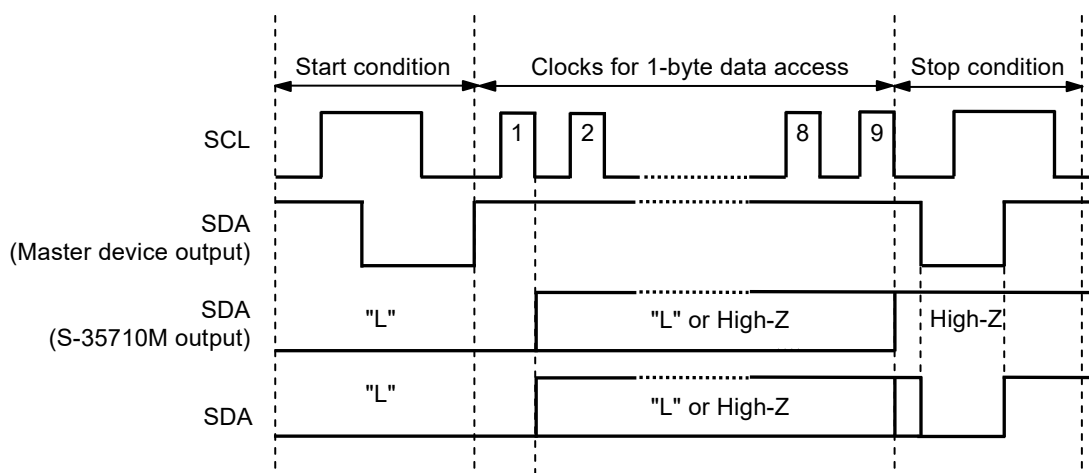 Start condition
Clocks for 1-byte data access
Stop condition
SCL
1
2
8
9
SDA
(Master device output)
SDA
(S-35710M output)
"L"
"L" or High-Z
High-Z
SDA
"L"
"L" or High-Z